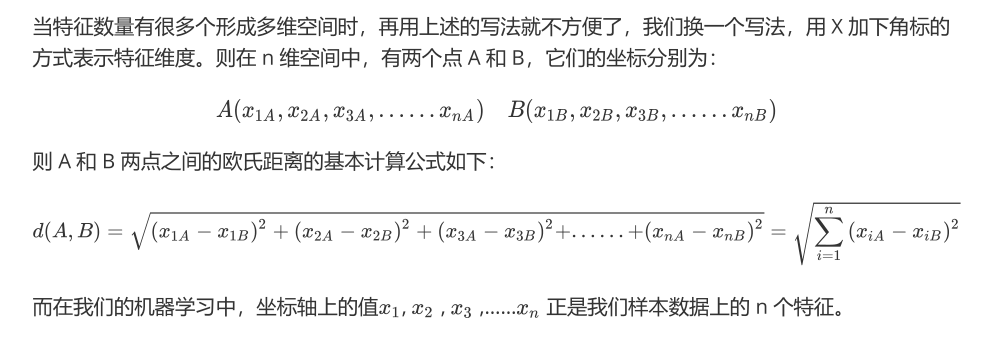 当特征数量有很多个形成多维空间时，再用上述的写法就不方便了，我们换一个写法，用 X 加下角标的
方式表示特征维度。则在 n 维空间中，有两个点 A 和 B，它们的坐标分别为：
$A(x_{1A}, x_{2A}, x_{3A}, ......x_{nA}) \quad B(x_{1B}, x_{2B}, x_{3B}, ......x_{nB})$
则 A 和 B 两点之间的欧氏距离的基本计算公式如下：
$d(A, B) = \sqrt{(x_{1A} - x_{1B})^2 + (x_{2A} - x_{2B})^2 + (x_{3A} - x_{3B})^2 + ...... + (x_{nA} - x_{nB})^2} = \sqrt{\sum_{i=1}^{n} (x_{iA} - x_{iB})^2}$
而在我们的机器学习中，坐标轴上的值$x_1$, $x_2$ , $x_3$ ,......$x_n$ 正是我们样本数据上的 n 个特征。